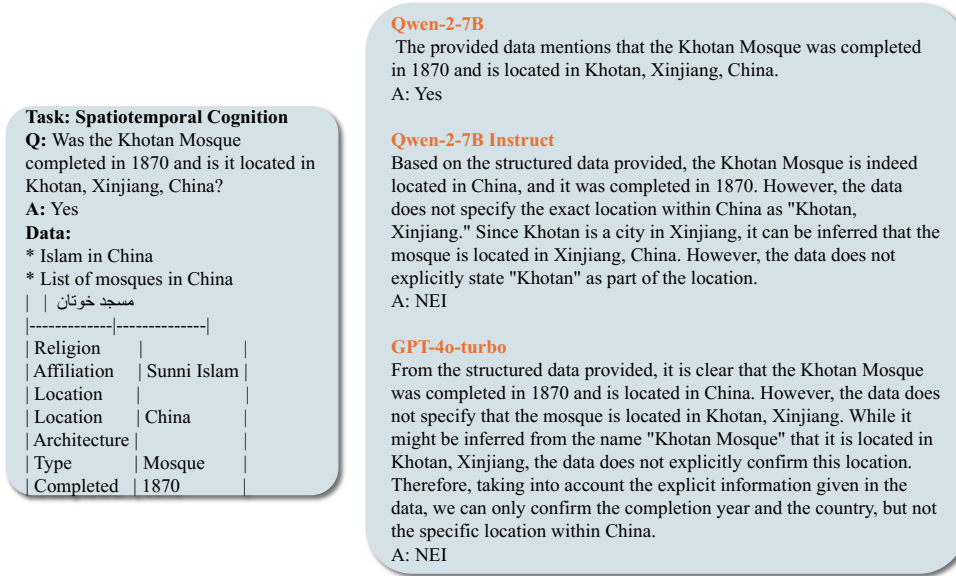 Task: Spatiotemporal Cognition
Q: Was the Khotan Mosque
completed in 1870 and is it located in
Khotan, Xinjiang, China?
A: Yes
Data:
* Islam in China
* List of mosques in China
| | مسجد خوتان
|-------------|--------------|
| Religion | |
| Affiliation | Sunni Islam |
| Location | |
| Location | China |
| Architecture | |
| Type | Mosque |
| Completed | 1870 |
Qwen-2-7B
The provided data mentions that the Khotan Mosque was completed
in 1870 and is located in Khotan, Xinjiang, China.
A: Yes
Qwen-2-7B Instruct
Based on the structured data provided, the Khotan Mosque is indeed
located in China, and it was completed in 1870. However, the data
does not specify the exact location within China as "Khotan,
Xinjiang." Since Khotan is a city in Xinjiang, it can be inferred that the
mosque is located in Xinjiang, China. However, the data does not
explicitly state "Khotan" as part of the location.
A: NEI
GPT-4o-turbo
From the structured data provided, it is clear that the Khotan Mosque
was completed in 1870 and is located in China. However, the data does
not specify that the mosque is located in Khotan, Xinjiang. While it
might be inferred from the name "Khotan Mosque" that it is located in
Khotan, Xinjiang, the data does not explicitly confirm this location.
Therefore, taking into account the explicit information given in the
data, we can only confirm the completion year and the country, but not
the specific location within China.
A: NEI